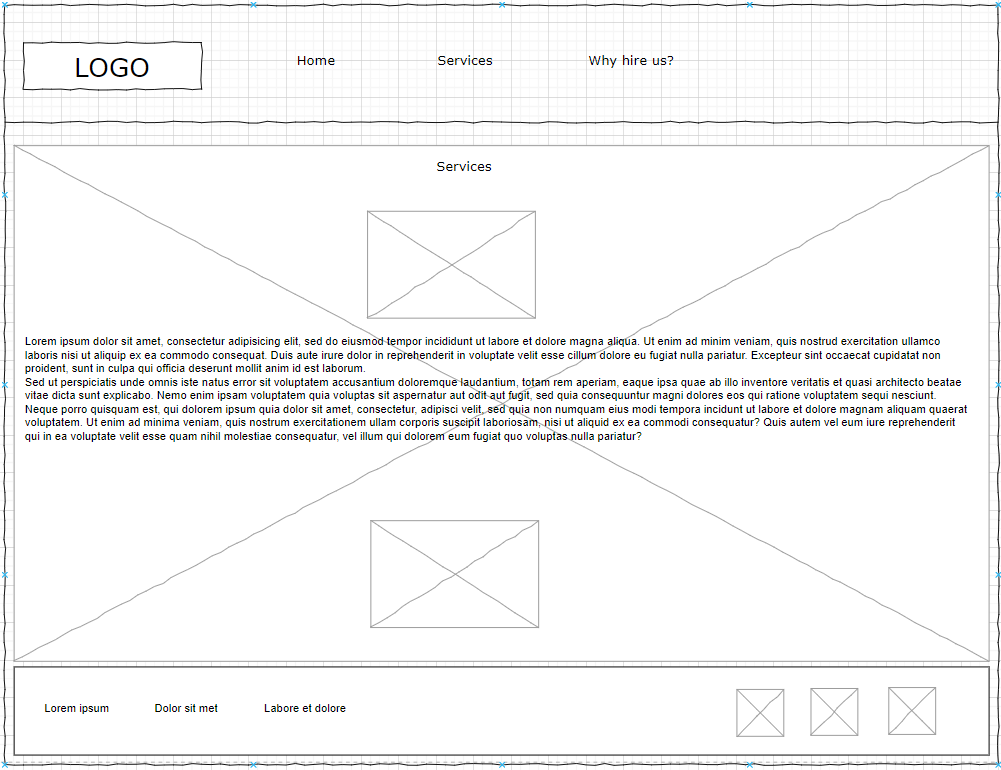 LOGO
Home
Services
Why hire us?
Services
Lorem ipsum dolor sit amet, consectetur adipisicing elit, sed do eiusmod tempor incididunt ut labore et dolore magna aliqua. Ut enim ad minim veniam, quis nostrud exercitation ullamco
laboris nisi ut aliquip ex ea commodo consequat. Duis aute irure dolor in reprehenderit in voluptate velit esse cillum dolore eu fugiat nulla pariatur. Excepteur sint occaecat cupidatat non
proident, sunt in culpa qui officia deserunt mollit anim id est laborum.
Sed ut perspiciatis unde omnis iste natus error sit voluptatem accusantium doloremque laudantium, totam rem aperiam, eaque ipsa quae ab illo inventore veritatis et quasi architecto beatae
vitae dicta sunt explicabo. Nemo enim ipsam voluptatem quia voluptas sit aspernatur aut odit aut fugit, sed quia consequuntur magni dolores eos qui ratione voluptatem sequi nesciunt.
Neque porro quisquam est, qui dolorem ipsum quia dolor sit amet, consectetur, adipisci velit, sed quia non numquam eius modi tempora incidunt ut labore et dolore magnam aliquam quaerat
voluptatem. Ut enim ad minima veniam, quis nostrum exercitationem ullam corporis suscipit laboriosam, nisi ut aliquid ex ea commodi consequatur? Quis autem vel eum iure reprehenderit
qui in ea voluptate velit esse quam nihil molestiae consequatur, vel illum qui dolorem eum fugiat quo voluptas nulla pariatur?
Lorem ipsum
Dolor sit met
Labore et dolore